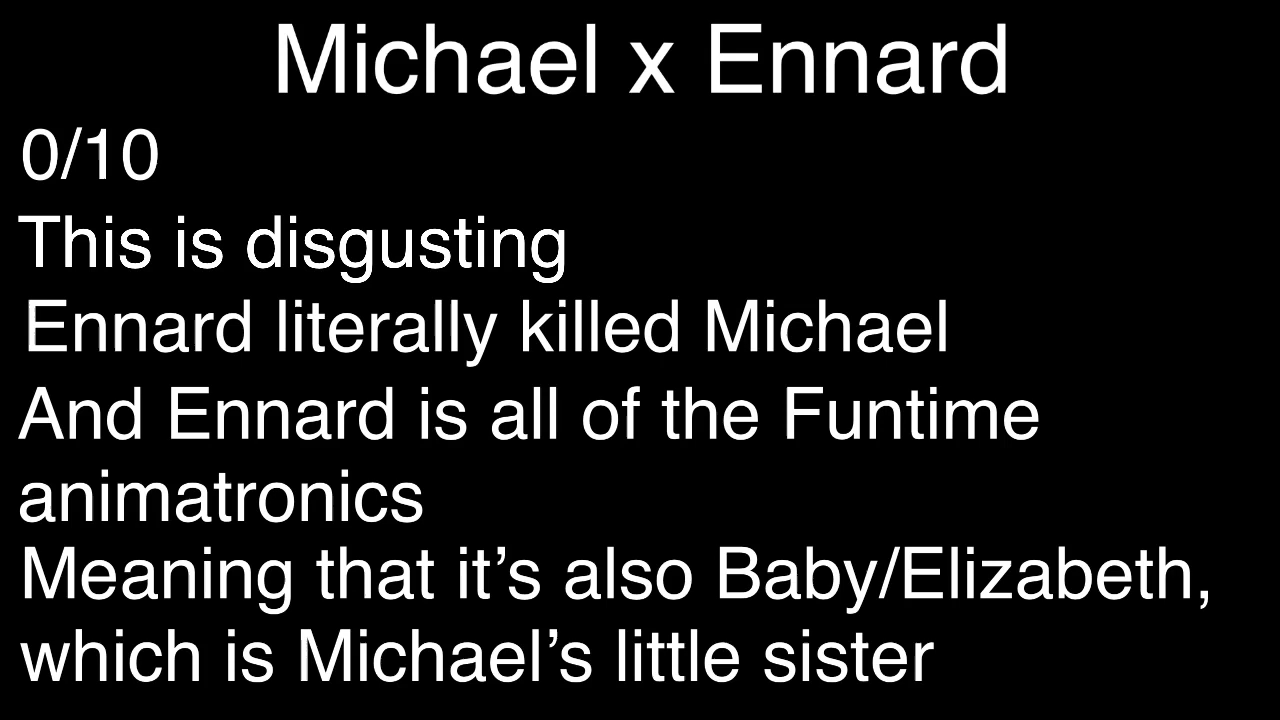 Michael x Ennard
0/10
This is disgusting
Ennard literally killed Michael
And Ennard is all of the Funtime
animatronics
Meaning that it’s also Baby/Elizabeth,
which is Michael’s little sister